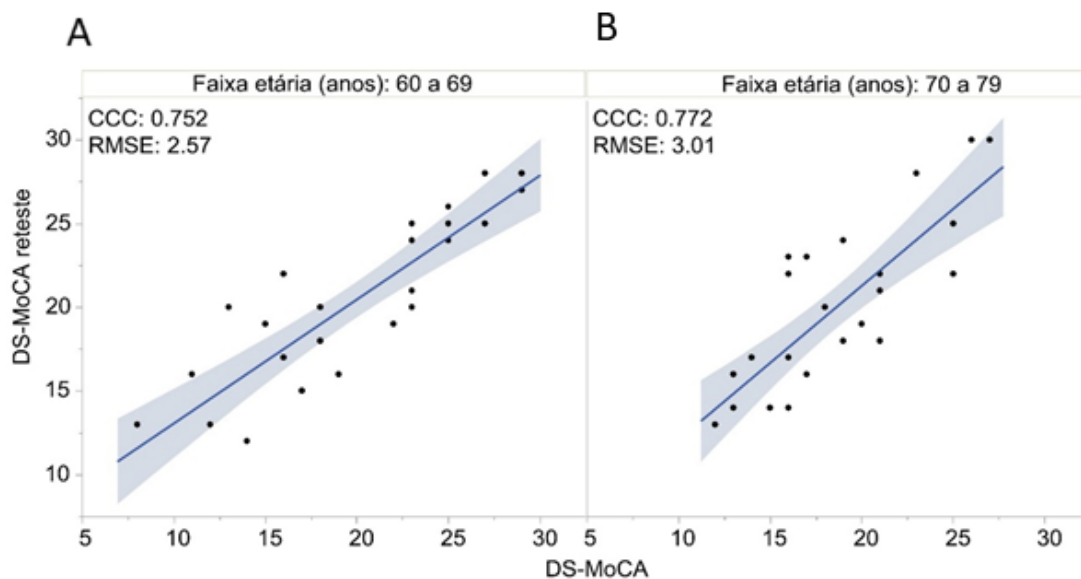 A
B
Faixa etária (anos): 60 a 69
Faixa etária (anos): 70 a 79
CCC: 0.752
RMSE: 2.57
CCC: 0.772
RMSE: 3.01
DS-MoCA reteste
30
25
20
15
10
5 10 15 20 25 30
5 10 15 20 25 30
DS-MoCA